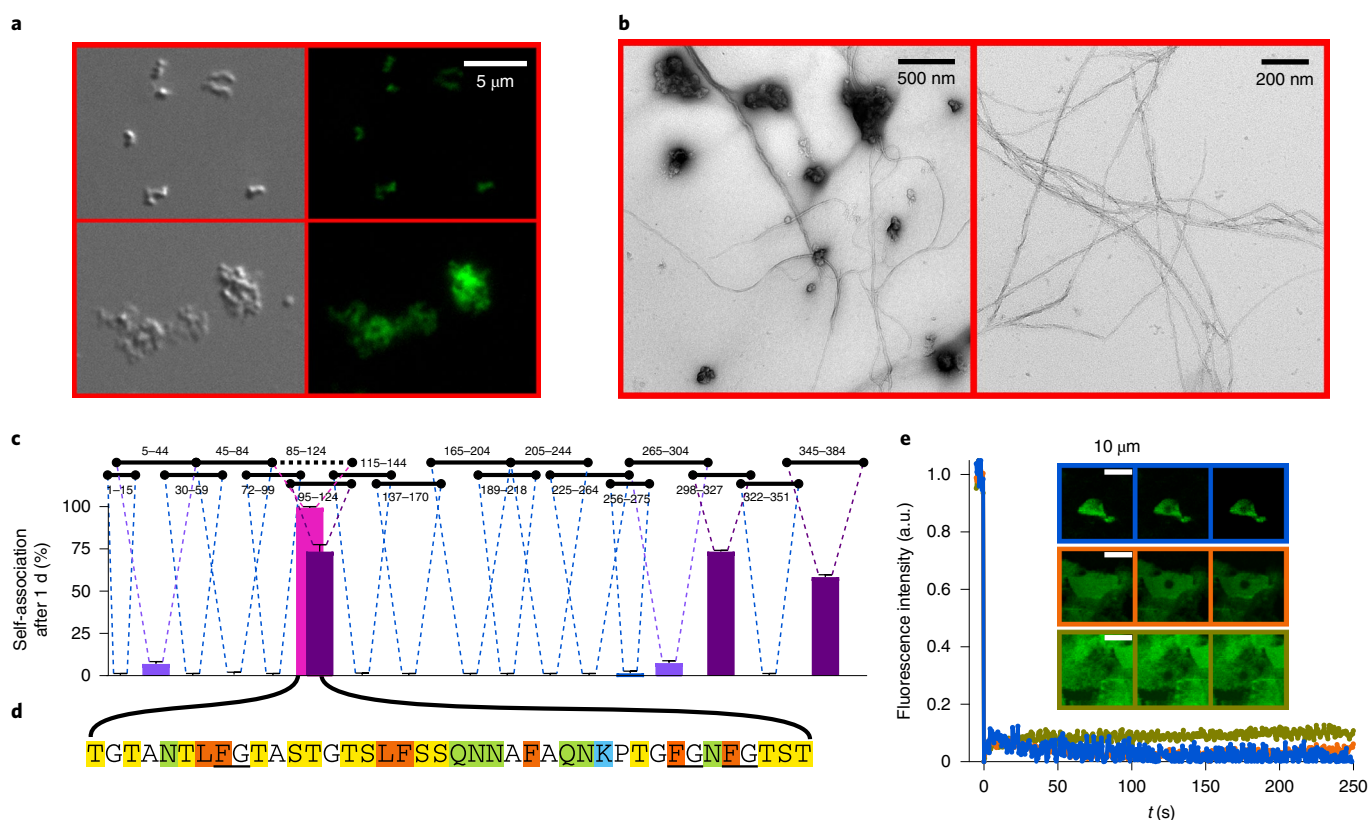 a
5 μm
b
500 nm
200 nm
c
5–44
45–84
85–124
165–204
205–244
265–304
345–384
115–144
1–15
30–59
72–99
95–124
137–170
189–218
225–264
256–275
298–327
322–351
Self-association
after 1 d (%)
100
75
50
25
0
d
TGTANTLFGTASTGTSLFSSQNNAFAQNKPTGFGNFGTST
e
10 μm
Fluorescence intensity (a.u.)
1.0
0.8
0.6
0.4
0.2
0
0
50
100
150
200
250
t (s)